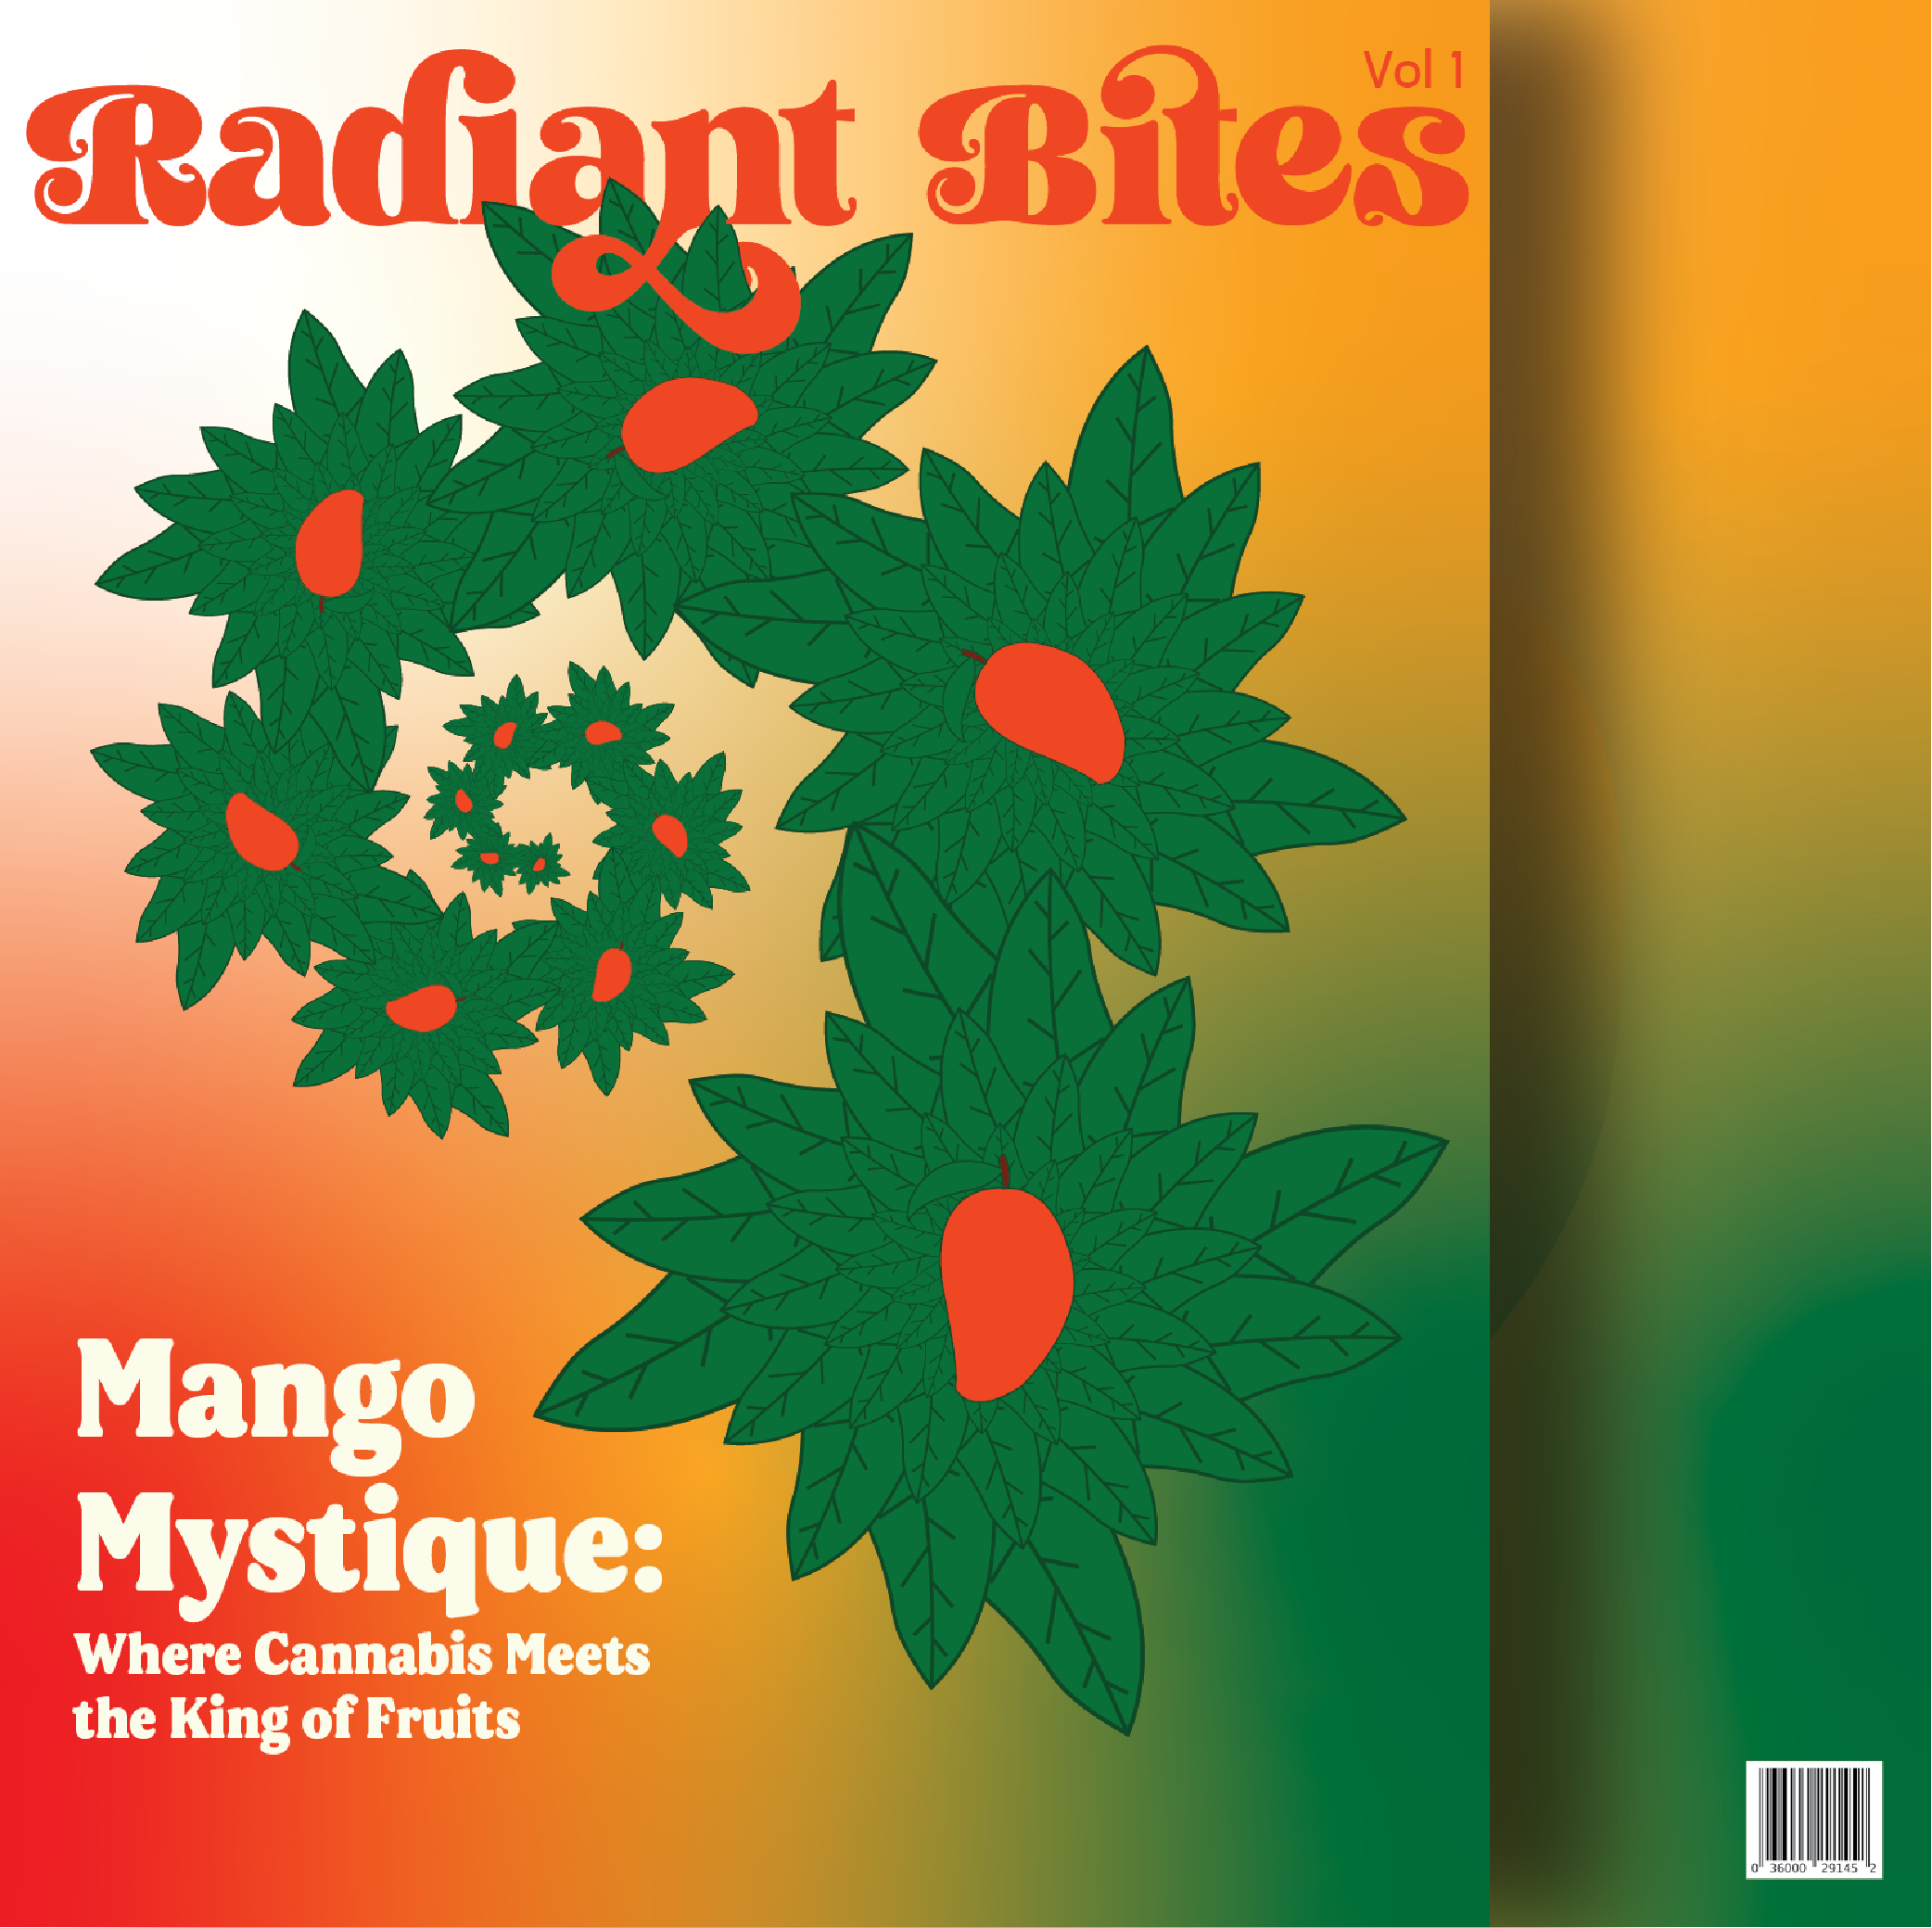 Vol 1
Radiant Bites
Mango
Mystique:
Where Cannabis Meets
the King of Fruits
0 36000 29145 2